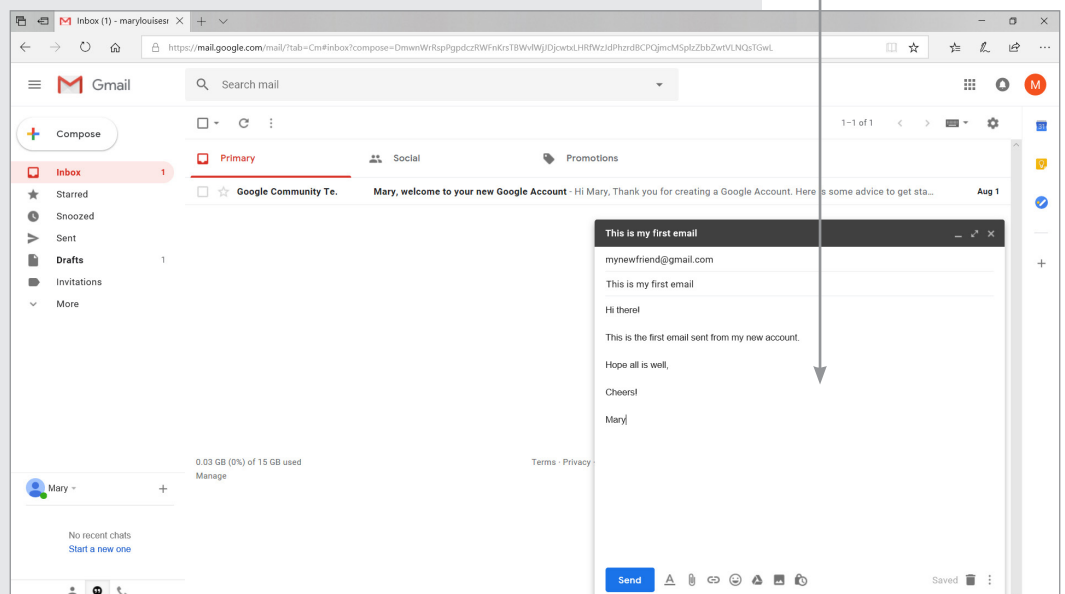 Inbox (1) - marylouisesr
https://mail.google.com/mail/?tab=Cm#inbox?compose=
Gmail
Search mail
M
Compose
1–1 of 1
31
Primary
Social
Promotions
Inbox 1
Starred
Google Community Te. Mary, welcome to your new Google Account - Hi Mary, Thank you for creating a Google Account. Here is some advice to get sta... Aug 1
Snoozed
Sent
Drafts 1
Invitations
More
This is my first email
mynewfriend@gmail.com
This is my first email
Hi there!
This is the first email sent from my new account.
Hope all is well,
Cheers!
Mary
0.03 GB (0%) of 15 GB used
Manage
Terms · Privacy ·
Mary
No recent chats
Start a new one
Send
Saved